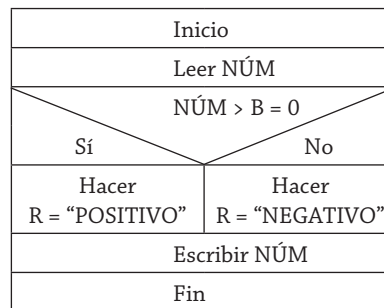 Inicio
Leer NÚM
NÚM > B = 0
Sí
No
Hacer
R = “POSITIVO”
Hacer
R = “NEGATIVO”
Escribir NÚM
Fin